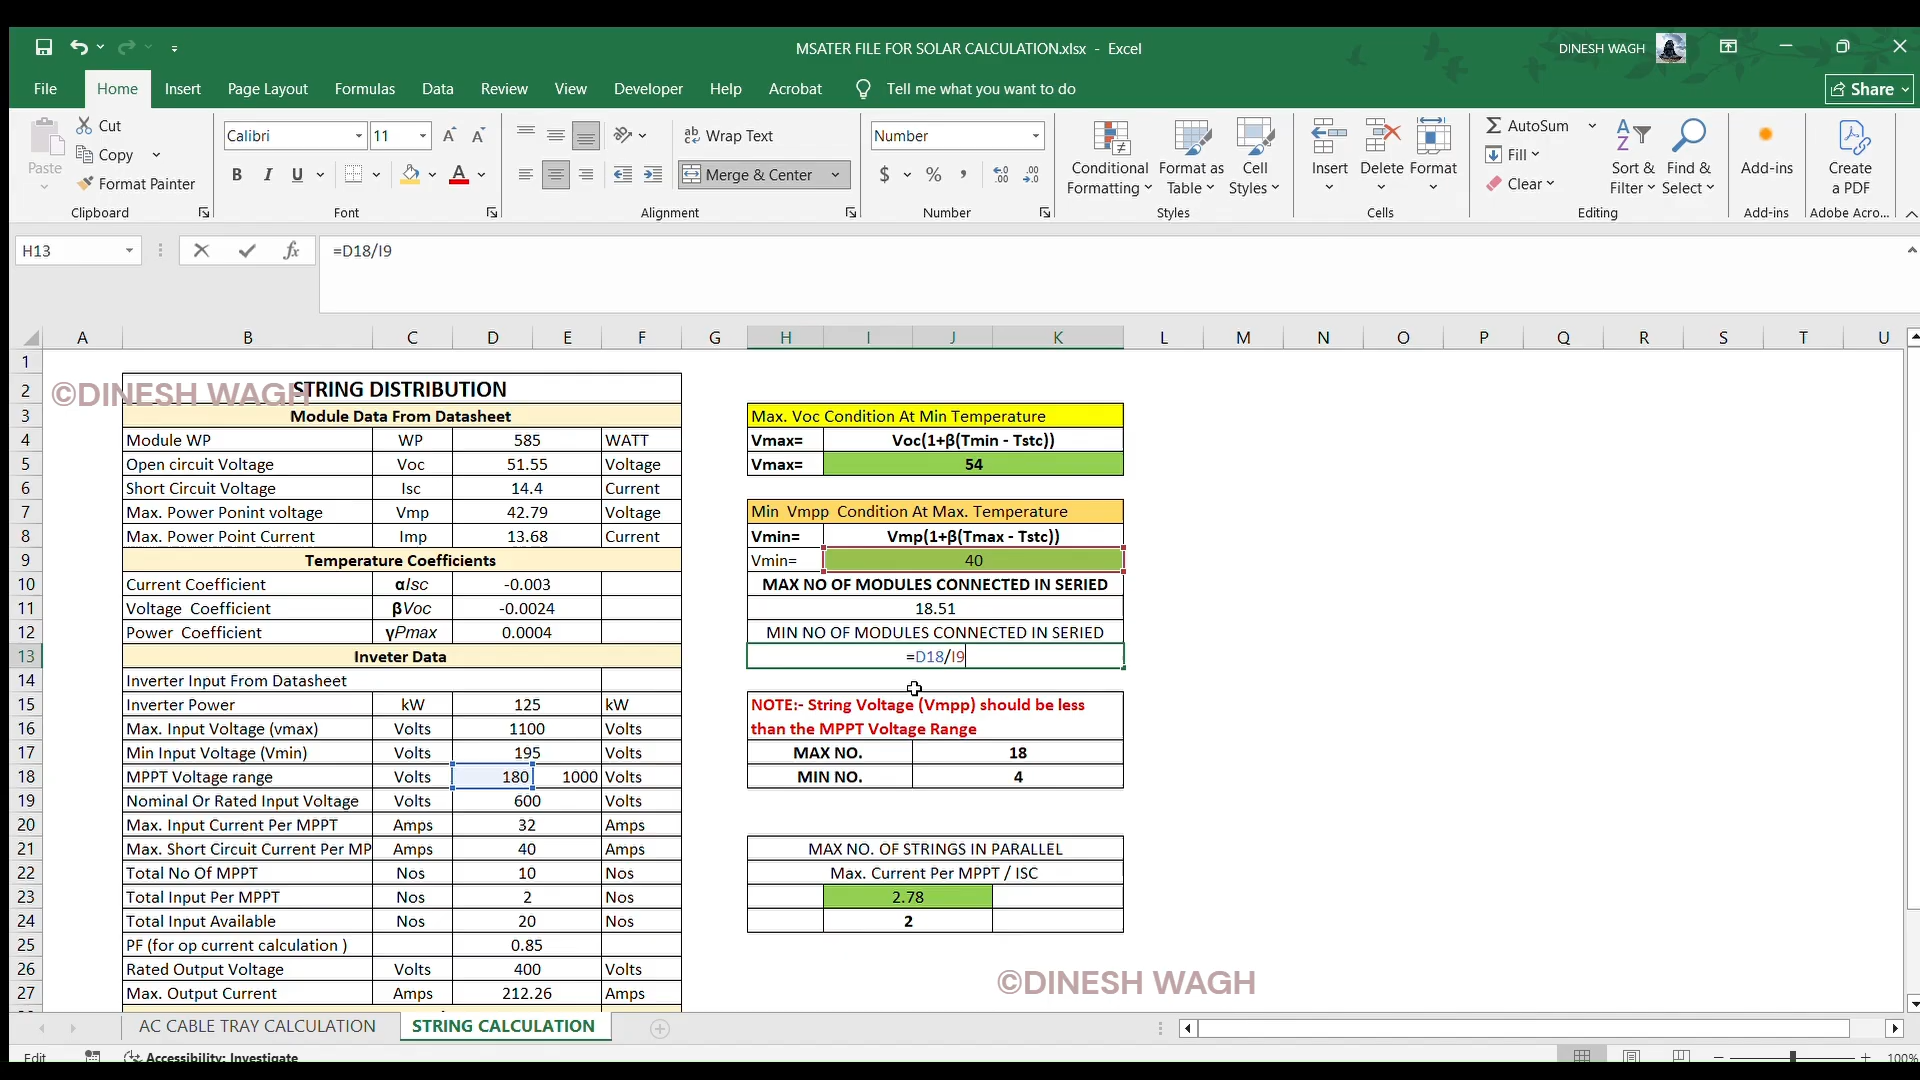 MSATER FILE FOR SOLAR CALCULATION.xlsx - Excel
DINESH WAGH
File Home Insert Page Layout Formulas Data Review View Developer Help Acrobat Tell me what you want to do
Share
Paste
Cut
Copy
Format Painter
Clipboard
Calibri 11
B I U
Font
Wrap Text
Merge & Center
Alignment
Number
$ % ,
Number
Conditional Formatting
Format as Table
Cell Styles
Styles
Insert Delete Format
Cells
AutoSum
Fill
Clear
Sort & Filter
Find & Select
Editing
Add-ins
Add-ins
Create a PDF
Adobe Acro...
H13 fx =D18/I9
A B C D E F G H I J K L M N O P Q R S T U
1
2 STRING DISTRIBUTION
©DINESH WAGH
3 Module Data From Datasheet Max. Voc Condition At Min Temperature
4 Module WP WP 585 WATT Vmax= Voc(1+β(Tmin - Tstc))
5 Open circuit Voltage Voc 51.55 Voltage Vmax= 54
6 Short Circuit Voltage Isc 14.4 Current
7 Max. Power Ponint voltage Vmp 42.79 Voltage Min Vmpp Condition At Max. Temperature
8 Max. Power Point Current Imp 13.68 Current Vmin= Vmp(1+β(Tmax - Tstc))
9 Temperature Coefficients Vmin= 40
10 Current Coefficient αIsc -0.003 MAX NO OF MODULES CONNECTED IN SERIED
11 Voltage Coefficient βVoc -0.0024 18.51
12 Power Coefficient γPmax 0.0004 MIN NO OF MODULES CONNECTED IN SERIED
13 Inveter Data =D18/I9
14 Inverter Input From Datasheet
15 Inverter Power kW 125 kW NOTE:- String Voltage (Vmpp) should be less
16 Max. Input Voltage (vmax) Volts 1100 Volts than the MPPT Voltage Range
17 Min Input Voltage (Vmin) Volts 195 Volts MAX NO. 18
18 MPPT Voltage range Volts 180 1000 Volts MIN NO. 4
19 Nominal Or Rated Input Voltage Volts 600 Volts
20 Max. Input Current Per MPPT Amps 32 Amps
21 Max. Short Circuit Current Per MP Amps 40 Amps MAX NO. OF STRINGS IN PARALLEL
22 Total No Of MPPT Nos 10 Nos Max. Current Per MPPT / ISC
23 Total Input Per MPPT Nos 2 Nos 2.78
24 Total Input Available Nos 20 Nos 2
25 PF (for op current calculation ) 0.85
26 Rated Output Voltage Volts 400 Volts
©DINESH WAGH
27 Max. Output Current Amps 212.26 Amps
AC CABLE TRAY CALCULATION STRING CALCULATION
Edit Accessibility: Investigate 100%